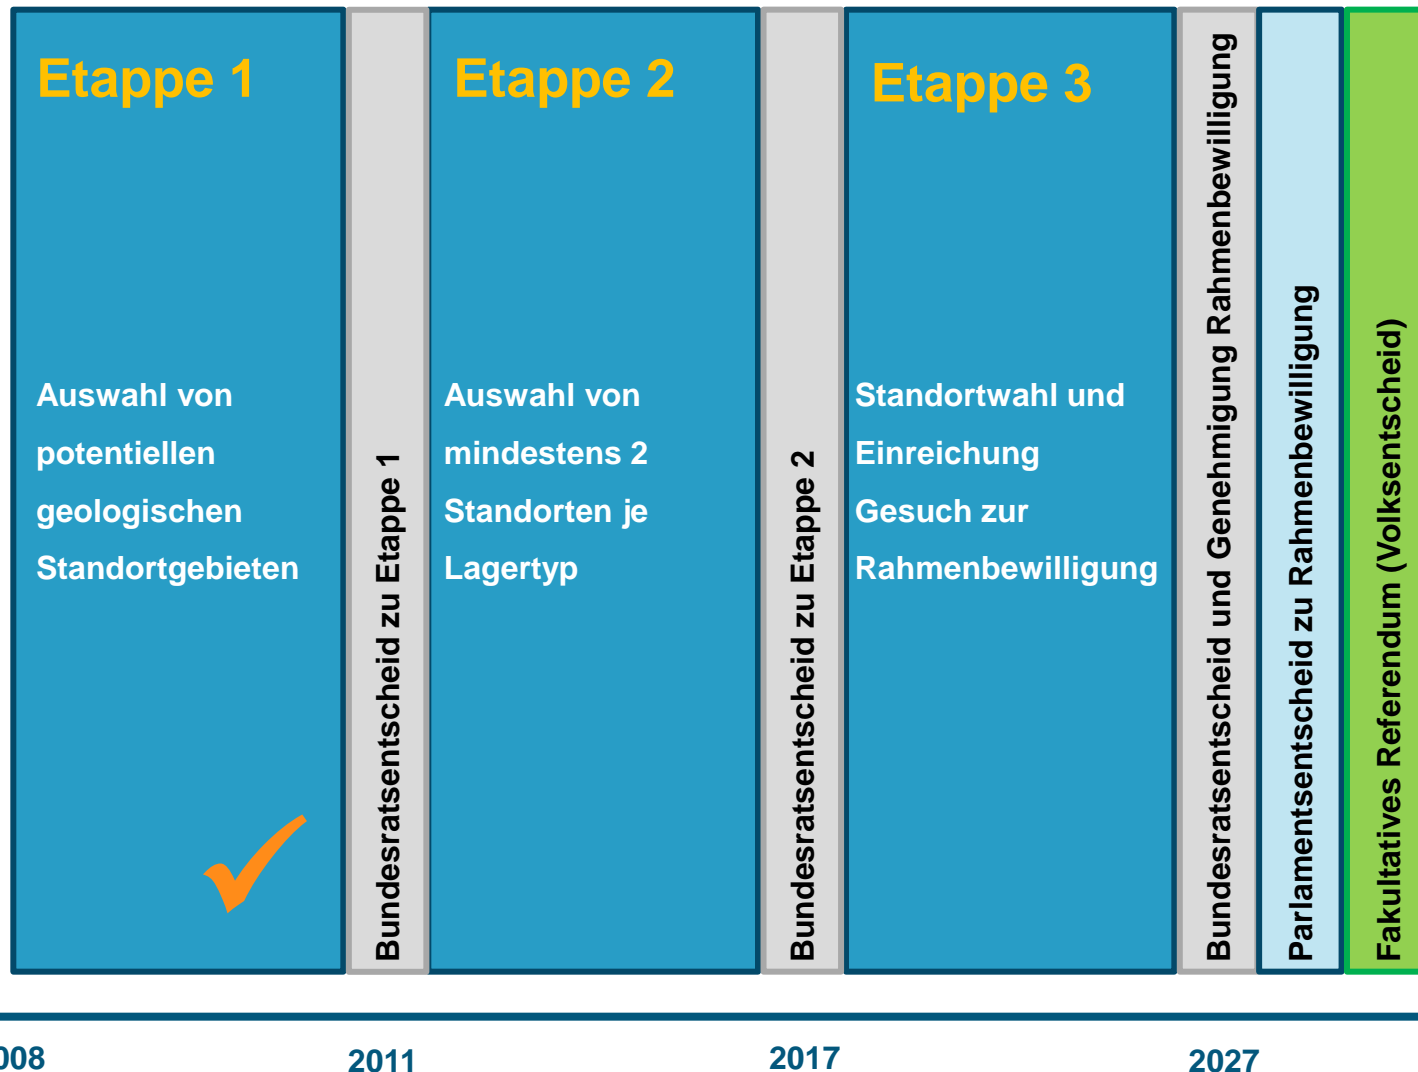 Etappe 1
Auswahl von
potentiellen
geologischen
Standortgebieten
Bundesratsentscheid zu Etappe 1
Etappe 2
Auswahl von
mindestens 2
Standorten je
Lagertyp
Bundesratsentscheid zu Etappe 2
Etappe 3
Standortwahl und
Einreichung
Gesuch zur
Rahmenbewilligung
Bundesratsentscheid und Genehmigung Rahmenbewilligung
Parlamentsentscheid zu Rahmenbewilligung
Fakultatives Referendum (Volksentscheid)
008
2011
2017
2027